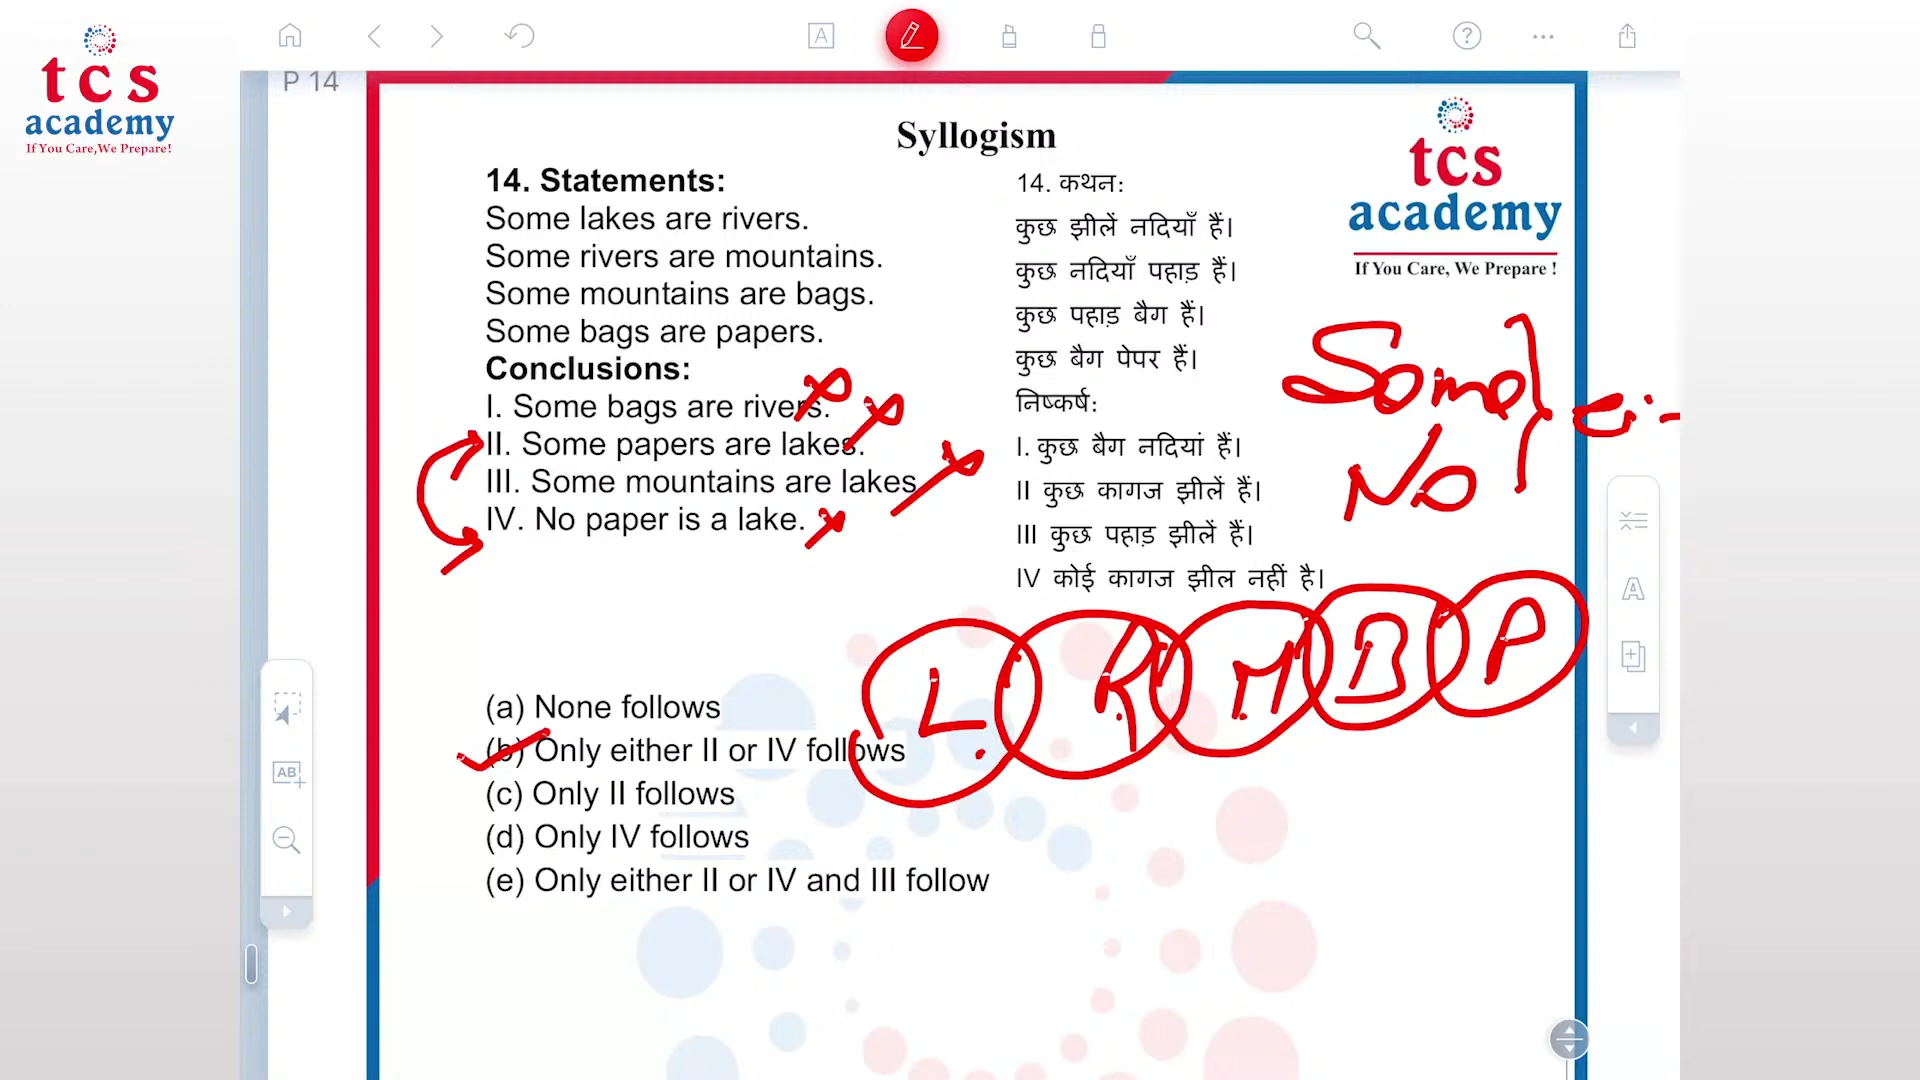 tcs
academy
If You Care,We Prepare!
P 14
A
?
Syllogism
tcs
academy
If You Care, We Prepare !
14. Statements:
Some lakes are rivers.
Some rivers are mountains.
Some mountains are bags.
Some bags are papers.
Conclusions:
I. Some bags are rivers.
II. Some papers are lakes.
III. Some mountains are lakes
IV. No paper is a lake.
(a) None follows
(b) Only either II or IV follows
(c) Only II follows
(d) Only IV follows
(e) Only either II or IV and III follow
14. कथन:
कुछ झीलें नदियाँ हैं।
कुछ नदियाँ पहाड़ हैं।
कुछ पहाड़ बैग हैं।
कुछ बैग पेपर हैं।
निष्कर्ष:
I. कुछ बैग नदियां हैं।
II कुछ कागज झीलें हैं।
III कुछ पहाड़ झीलें हैं।
IV कोई कागज झील नहीं है।
Some
No
L R M B P
AB
A